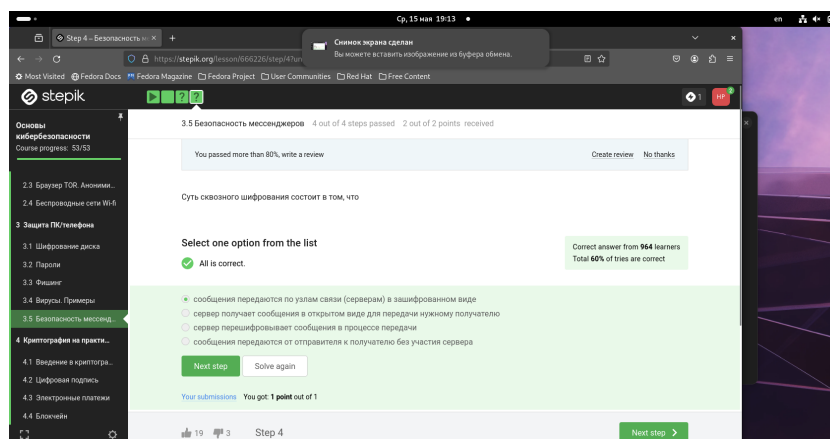 Ср, 15 мая 19:13
en
Step 4 – Безопасность ме
Снимок экрана сделан
Вы можете вставить изображение из буфера обмена.
https://stepik.org/lesson/666226/step/4?un
Most Visited Fedora Docs Fedora Magazine Fedora Project User Communities Red Hat Free Content
stepik
? ?
1
HP
Основы
кибербезопасности
Course progress: 53/53
2.3 Браузер TOR. Аноними...
2.4 Беспроводные сети Wi-fi
3 Защита ПК/телефона
3.1 Шифрование диска
3.2 Пароли
3.3 Фишинг
3.4 Вирусы. Примеры
3.5 Безопасность мессенд...
4 Криптография на практи...
4.1 Введение в криптогра...
4.2 Цифровая подпись
4.3 Электронные платежи
4.4 Блокчейн
3.5 Безопасность мессенджеров 4 out of 4 steps passed 2 out of 2 points received
You passed more than 80%, write a review Create review No thanks
Суть сквозного шифрования состоит в том, что
Select one option from the list
Correct answer from 964 learners
Total 60% of tries are correct
All is correct.
сообщения передаются по узлам связи (серверам) в зашифрованном виде
сервер получает сообщения в открытом виде для передачи нужному получателю
сервер перешифровывает сообщения в процессе передачи
сообщения передаются от отправителя к получателю без участия сервера
Next step Solve again
Your submissions You got: 1 point out of 1
19 3 Step 4 Next step